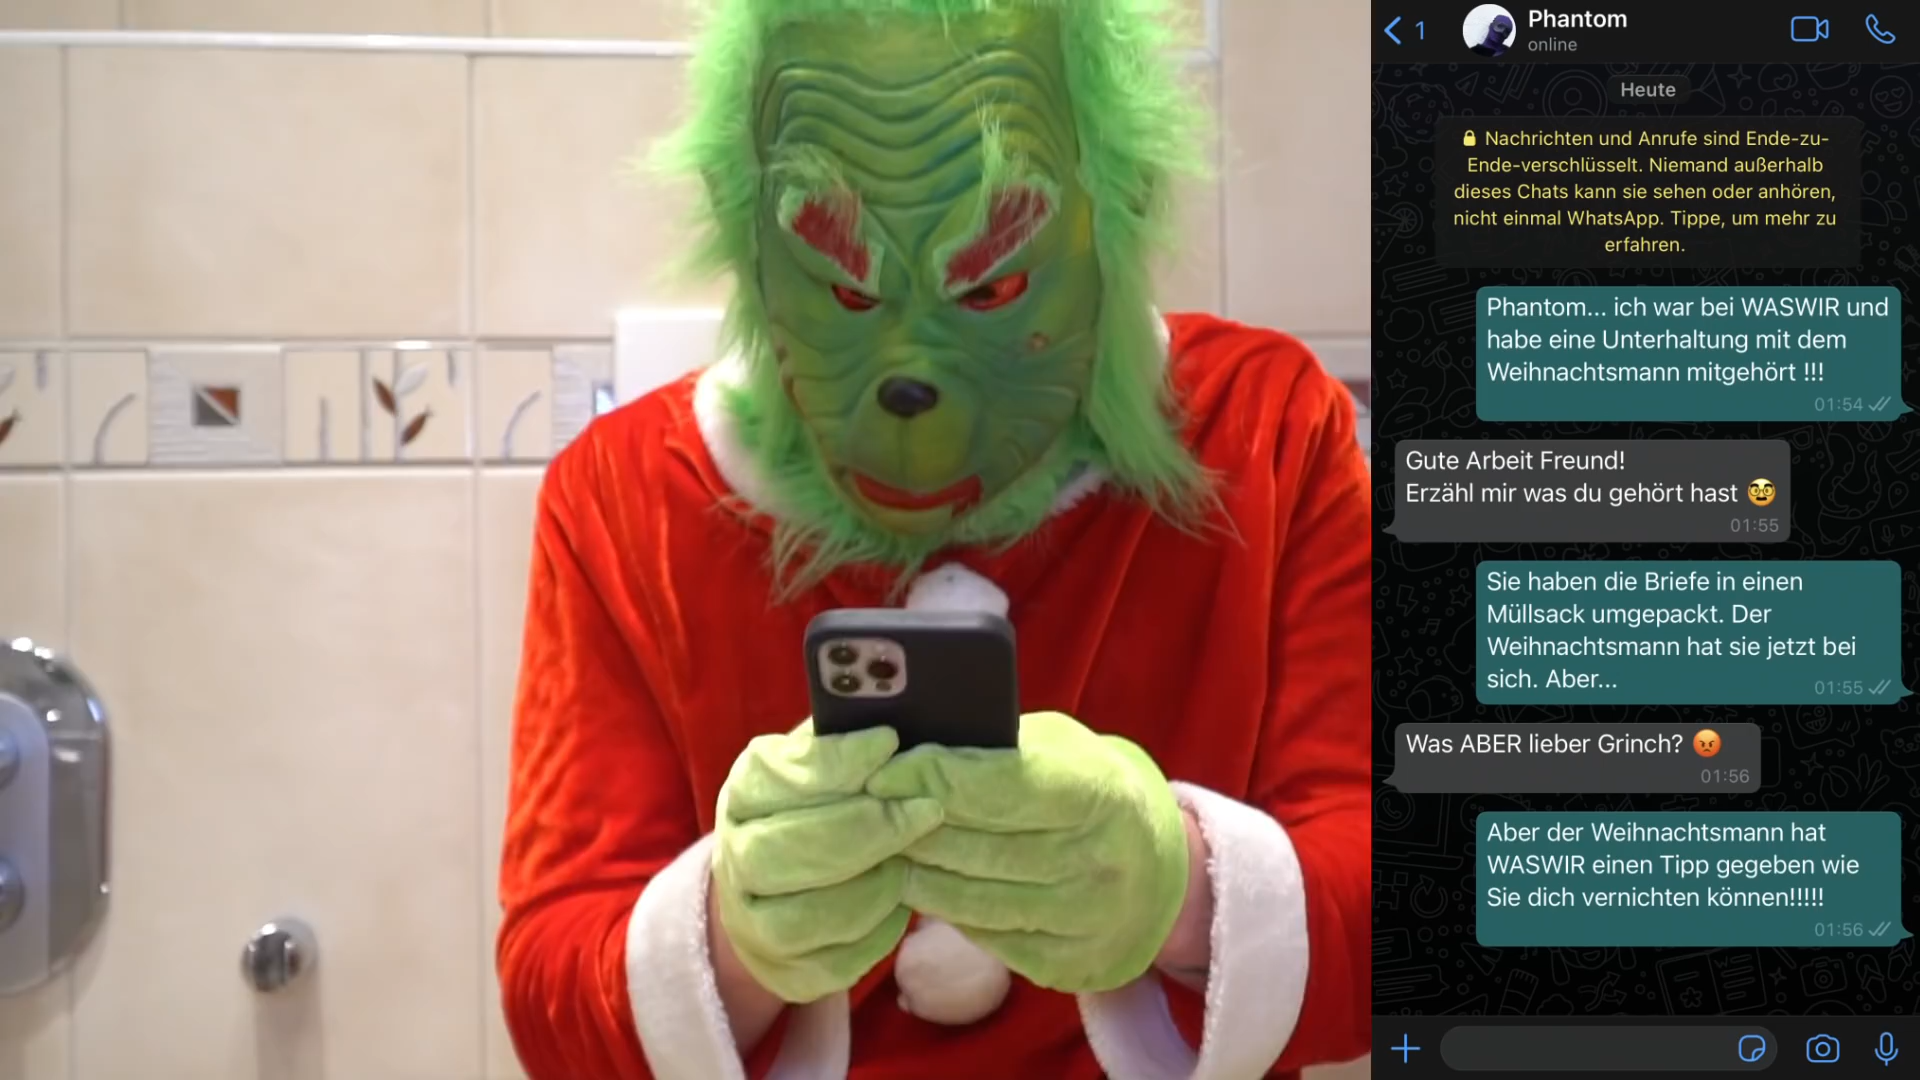 1
Phantom
online
Heute
Nachrichten und Anrufe sind Ende-zu-
Ende-verschlüsselt. Niemand außerhalb
dieses Chats kann sie sehen oder anhören,
nicht einmal WhatsApp. Tippe, um mehr zu
erfahren.
Phantom... ich war bei WASWIR und
habe eine Unterhaltung mit dem
Weihnachtsmann mitgehört !!!
01:54
Gute Arbeit Freund!
Erzähl mir was du gehört hast 🥸
01:55
Sie haben die Briefe in einen
Müllsack umgepackt. Der
Weihnachtsmann hat sie jetzt bei
sich. Aber...
01:55
Was ABER lieber Grinch? 😡
01:56
Aber der Weihnachtsmann hat
WASWIR einen Tipp gegeben wie
Sie dich vernichten können!!!!!
01:56